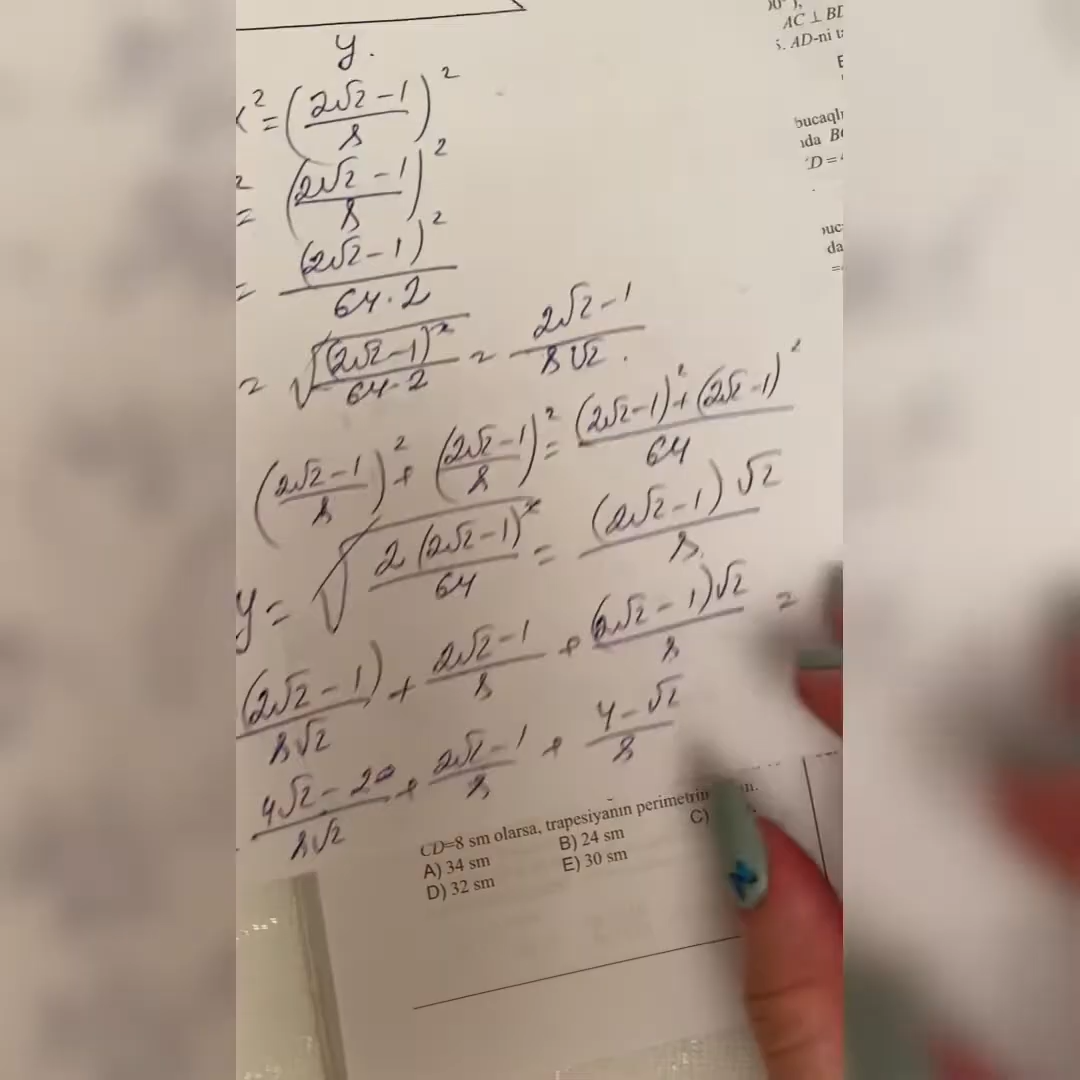 y.
x² = ((2√2 - 1)/8)²
² = ((2√2 - 1)/8)²
= (2√2 - 1)²/(64·2)
= √((2√2 - 1)²/(64·2)) = (2√2 - 1)/(8√2).
((2√2 - 1)/8)² + ((2√2 - 1)/8)² = ((2√2 - 1)² + (2√2 - 1)²)/64
y = √(2(2√2 - 1)²/64) = ((2√2 - 1)√2)/8.
(2√2 - 1)/(8√2) + (2√2 - 1)/8 + ((2√2 - 1)√2)/8 =
/(8√2) + (2√2 - 1)/8 + (4 - √2)/8
AC ⊥ BD
5. AD-ni
CD=8 sm olarsa, trapesiyanın
A) 34 sm
B) 24 sm
C)
D) 32 sm
E) 30 sm